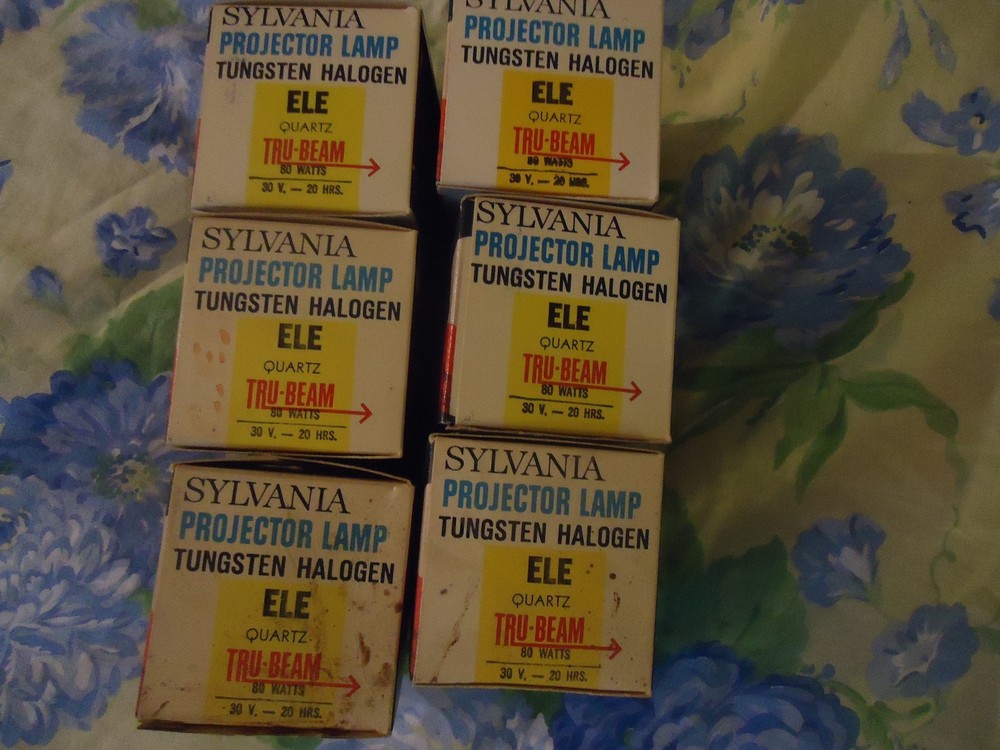 SYLVANIA
PROJECTOR LAMP
TUNGSTEN HALOGEN
ELE
QUARTZ
TRU-BEAM
80 WATTS
30 V. — 20 HRS.
SYLVANIA
PROJECTOR LAMP
TUNGSTEN HALOGEN
ELE
QUARTZ
TRU-BEAM
80 WATTS
30 V. — 20 HRS.
SYLVANIA
PROJECTOR LAMP
TUNGSTEN HALOGEN
ELE
QUARTZ
TRU-BEAM
80 WATTS
30 V. — 20 HRS.
SYLVANIA
PROJECTOR LAMP
TUNGSTEN HALOGEN
ELE
QUARTZ
TRU-BEAM
80 WATTS
30 V. — 20 HRS.
SYLVANIA
PROJECTOR LAMP
TUNGSTEN HALOGEN
ELE
QUARTZ
TRU-BEAM
80 WATTS
30 V. — 20 HRS.
SYLVANIA
PROJECTOR LAMP
TUNGSTEN HALOGEN
ELE
QUARTZ
TRU-BEAM
80 WATTS
30 V. — 20 HRS.